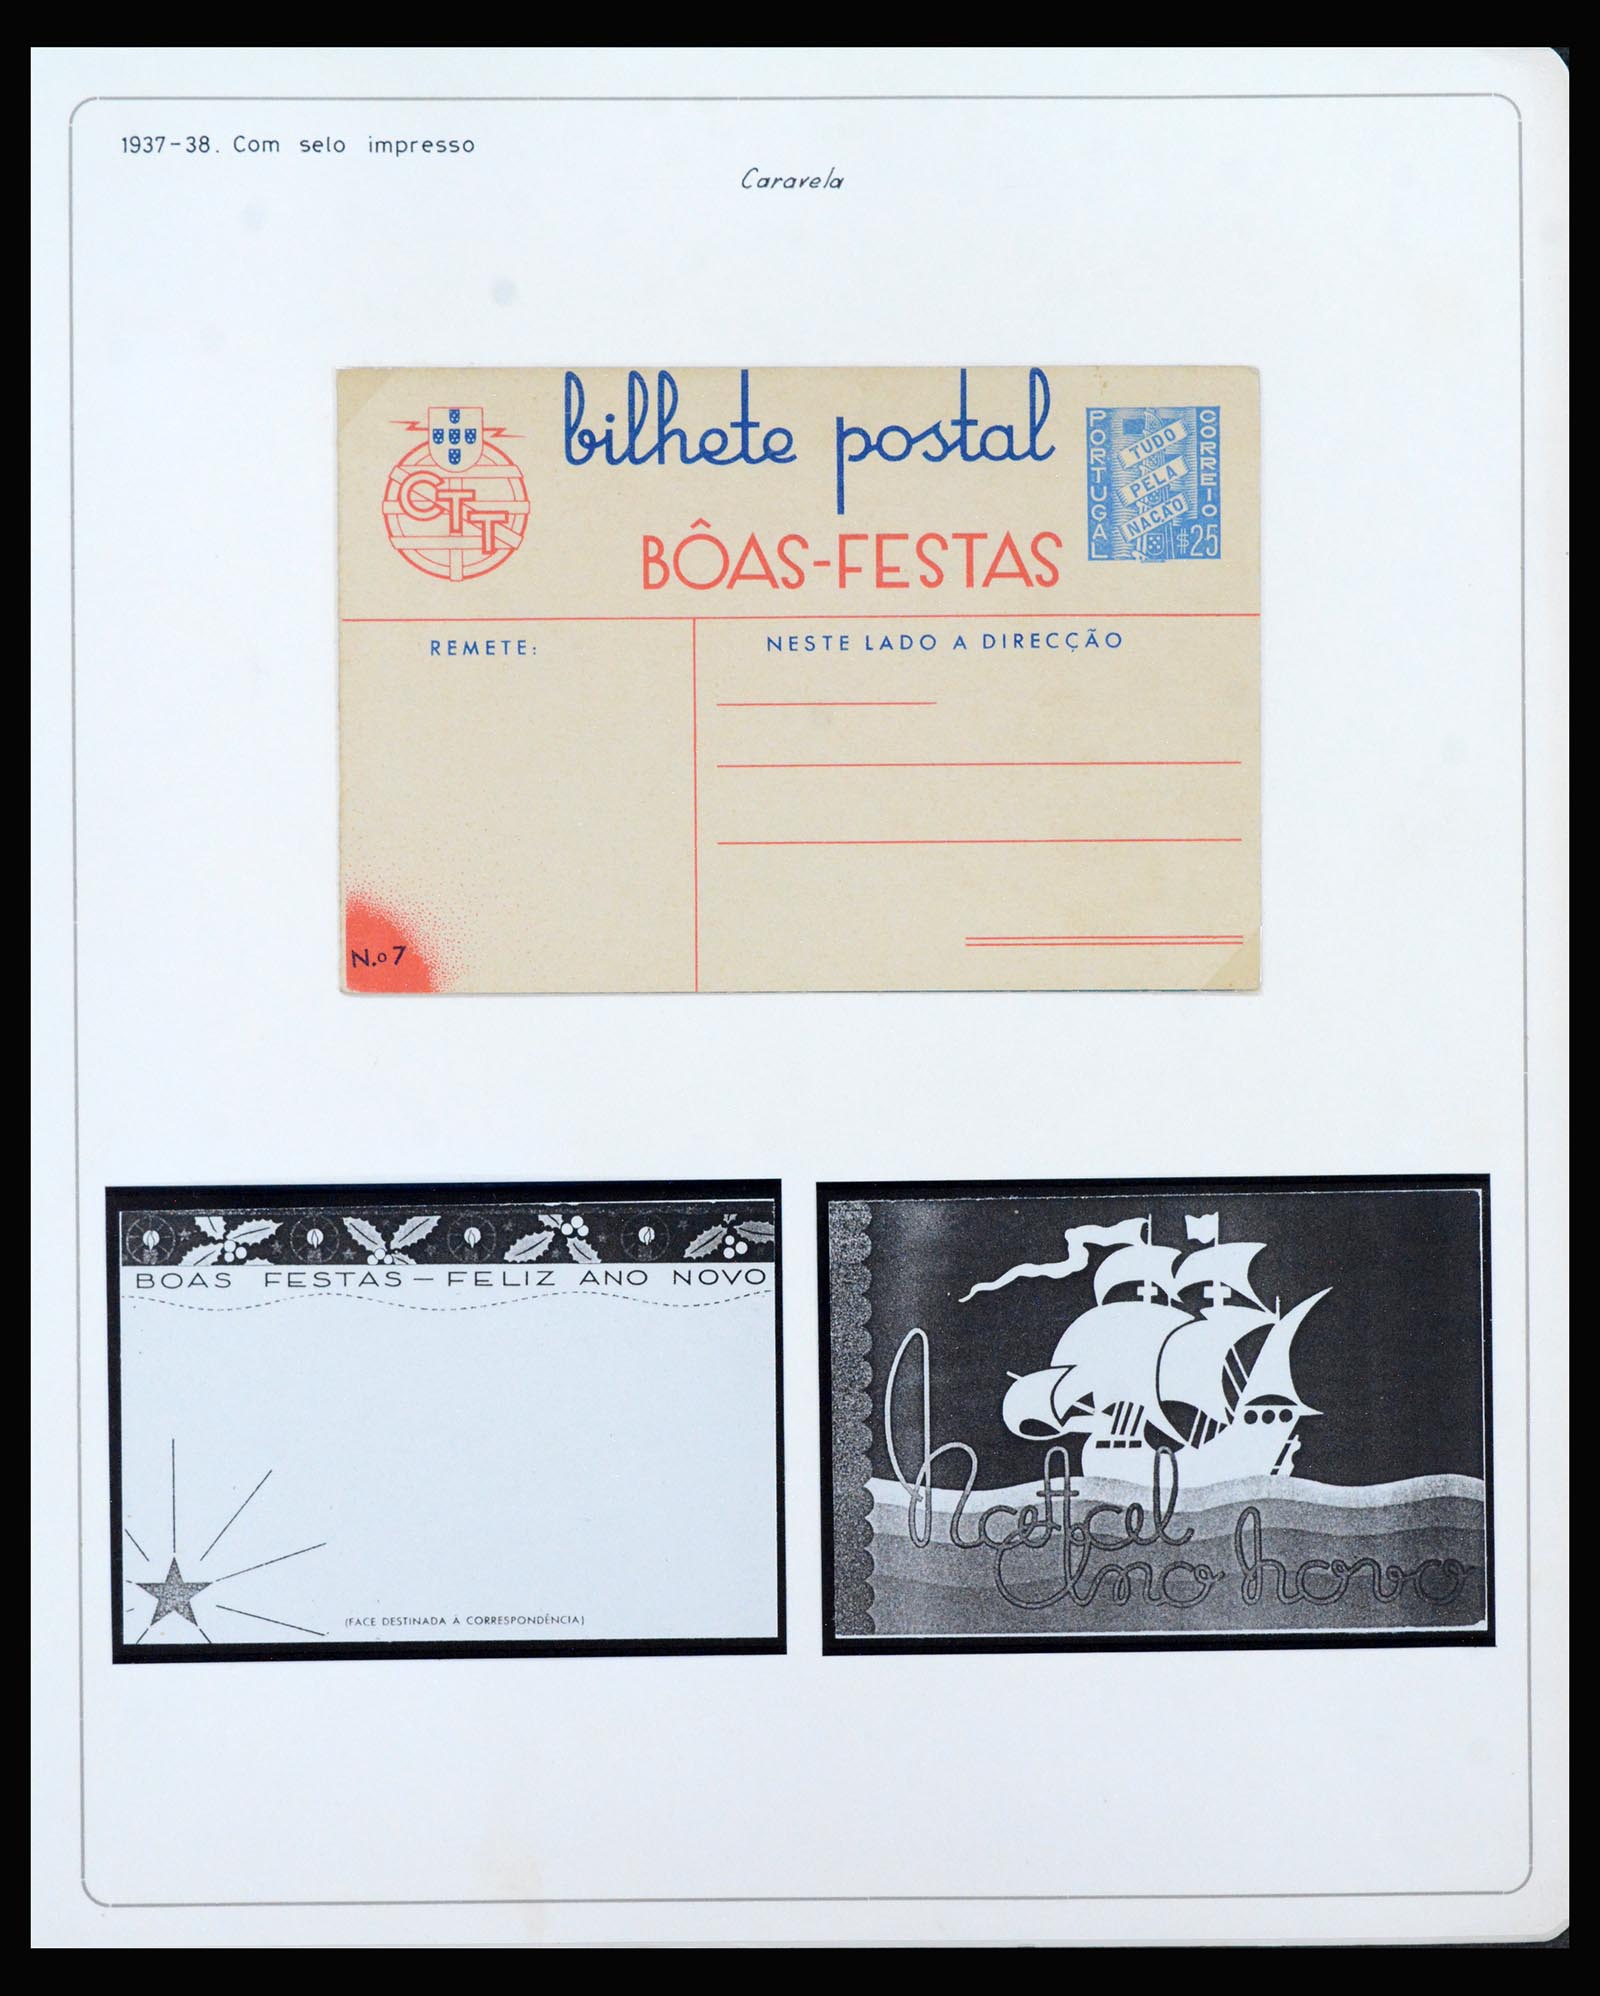 1937-38. Com selo impresso
Caravela
bilhete postal
CTT
BÔAS-FESTAS
PORTUGAL
CORREIO
TUDO
PELA
NAÇÃO
$25
REMETE:
NESTE LADO A DIRECÇÃO
N.o 7
BOAS FESTAS — FELIZ ANO NOVO
(FACE DESTINADA À CORRESPONDÊNCIA)
Natal
Ano Novo